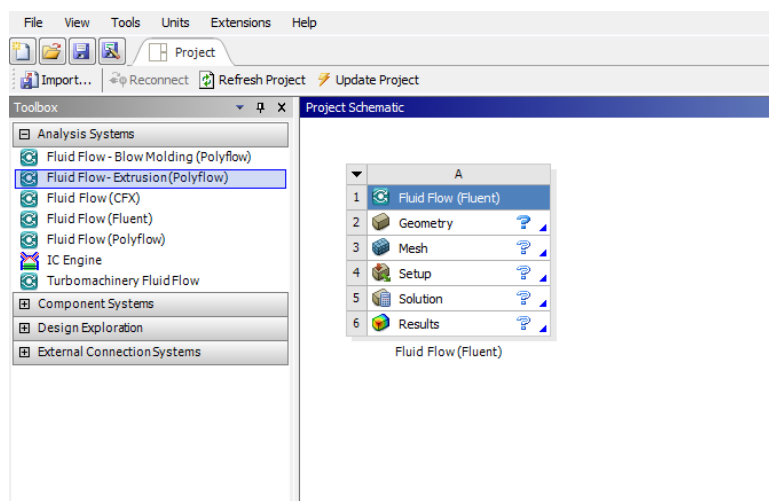 File View Tools Units Extensions Help
Project
Import... Reconnect Refresh Project Update Project
Toolbox
Project Schematic
Analysis Systems
Fluid Flow - Blow Molding (Polyflow)
Fluid Flow - Extrusion (Polyflow)
Fluid Flow (CFX)
Fluid Flow (Fluent)
Fluid Flow (Polyflow)
IC Engine
Turbomachinery Fluid Flow
Component Systems
Design Exploration
External Connection Systems
A
1 Fluid Flow (Fluent)
2 Geometry ?
3 Mesh ?
4 Setup ?
5 Solution ?
6 Results ?
Fluid Flow (Fluent)